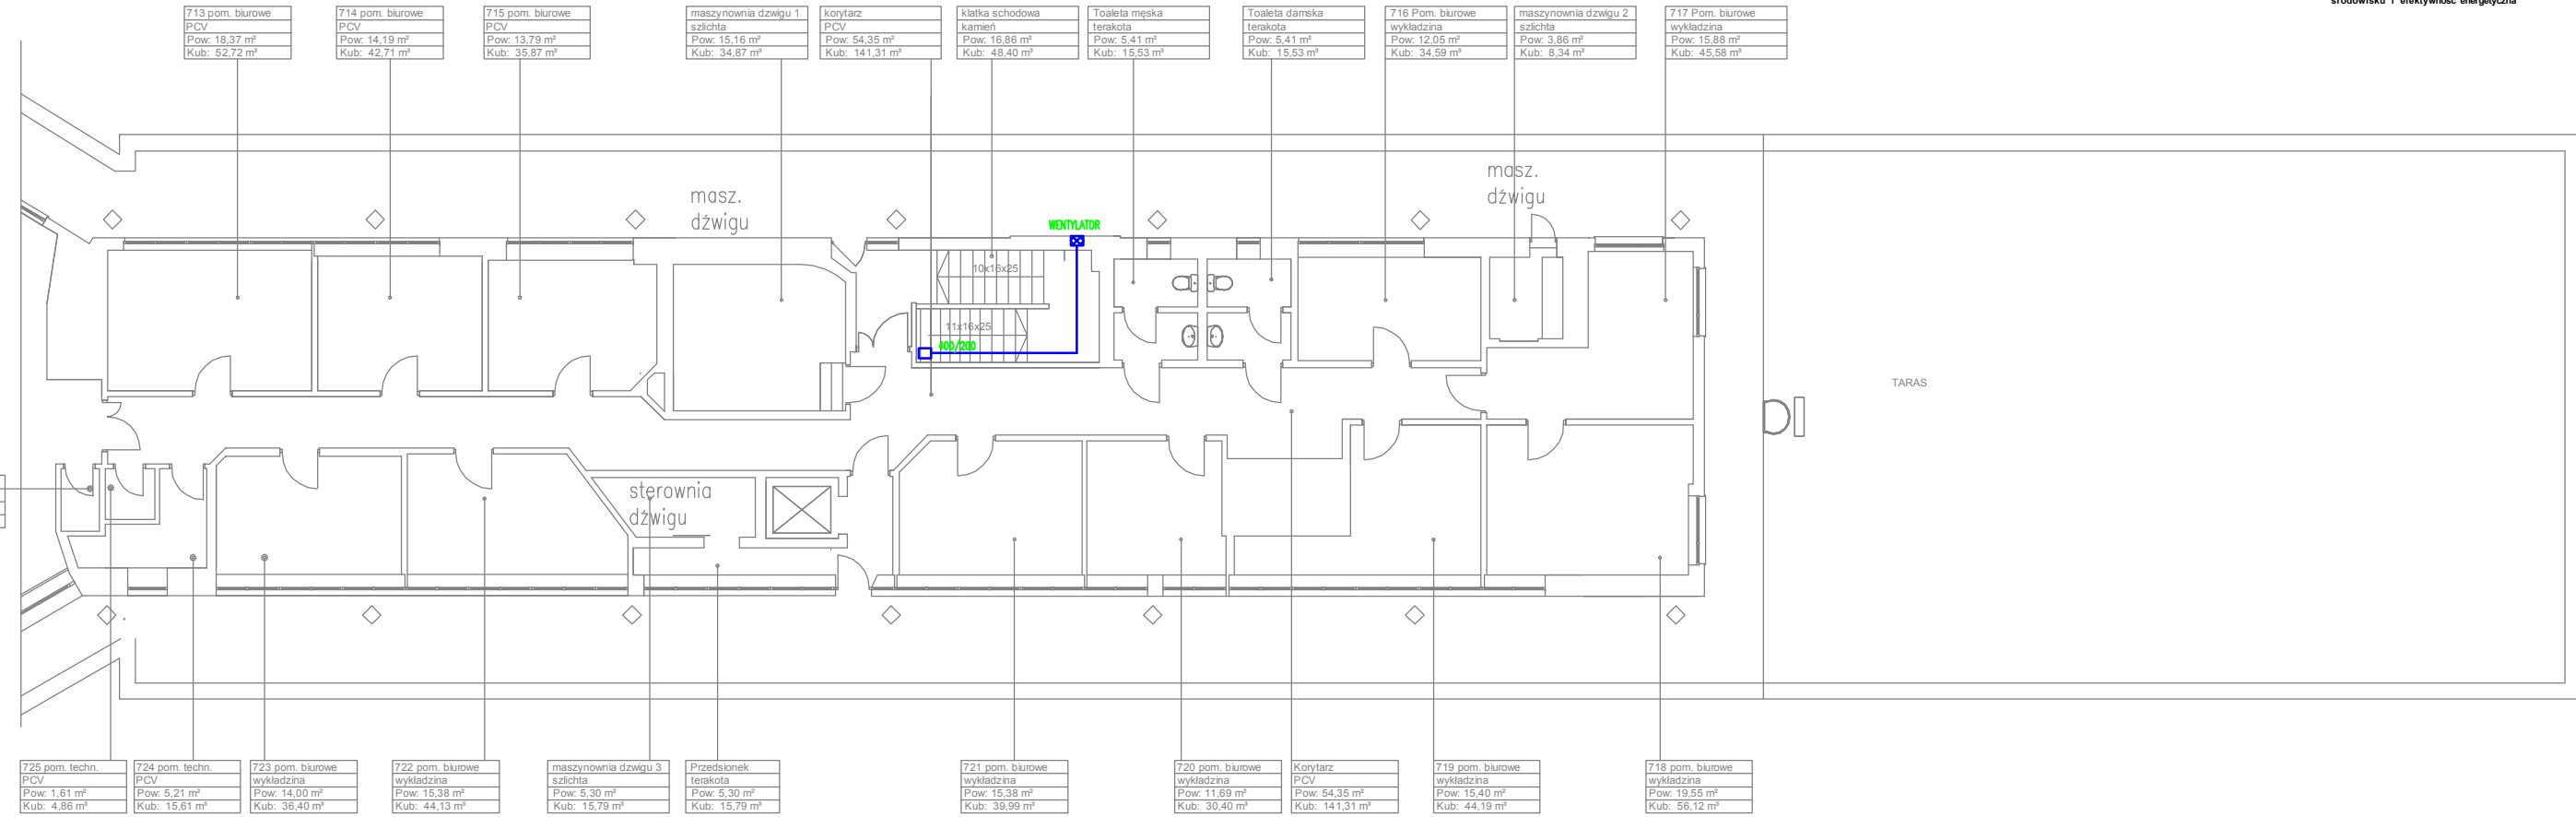 środowisku i efektywność energetyczna
713 pom. biurowe
PCV
Pow: 18,37 m²
Kub: 52,72 m³
714 pom. biurowe
PCV
Pow: 14,19 m²
Kub: 42,71 m³
715 pom. biurowe
PCV
Pow: 13,79 m²
Kub: 35,87 m³
maszynownia dzwigu 1
szlichta
Pow: 15,16 m²
Kub: 34,87 m³
korytarz
PCV
Pow: 54,35 m²
Kub: 141,31 m³
klatka schodowa
kamień
Pow: 16,86 m²
Kub: 48,40 m³
Toaleta męska
terakota
Pow: 5,41 m²
Kub: 15,53 m³
Toaleta damska
terakota
Pow: 5,41 m²
Kub: 15,53 m³
716 Pom. biurowe
wykładzina
Pow: 12,05 m²
Kub: 34,59 m³
maszynownia dzwigu 2
szlichta
Pow: 3,86 m²
Kub: 8,34 m³
717 Pom. biurowe
wykładzina
Pow: 15,88 m²
Kub: 45,58 m³
masz.
dźwigu
masz.
dźwigu
WENTYLATOR
10x16x25
11x16x25
400/200
TARAS
sterownia
dźwigu
725 pom. techn.
PCV
Pow: 1,61 m²
Kub: 4,86 m³
724 pom. techn.
PCV
Pow: 5,21 m²
Kub: 15,61 m³
723 pom. biurowe
wykładzina
Pow: 14,00 m²
Kub: 36,40 m³
722 pom. biurowe
wykładzina
Pow: 15,38 m²
Kub: 44,13 m³
maszynownia dzwigu 3
szlichta
Pow: 5,30 m²
Kub: 15,79 m³
Przedsionek
terakota
Pow: 5,30 m²
Kub: 15,79 m³
721 pom. biurowe
wykładzina
Pow: 15,38 m²
Kub: 39,99 m³
720 pom. biurowe
wykładzina
Pow: 11,69 m²
Kub: 30,40 m³
Korytarz
PCV
Pow: 54,35 m²
Kub: 141,31 m³
719 pom. biurowe
wykładzina
Pow: 15,40 m²
Kub: 44,19 m³
718 pom. biurowe
wykładzina
Pow: 19,55 m²
Kub: 56,12 m³